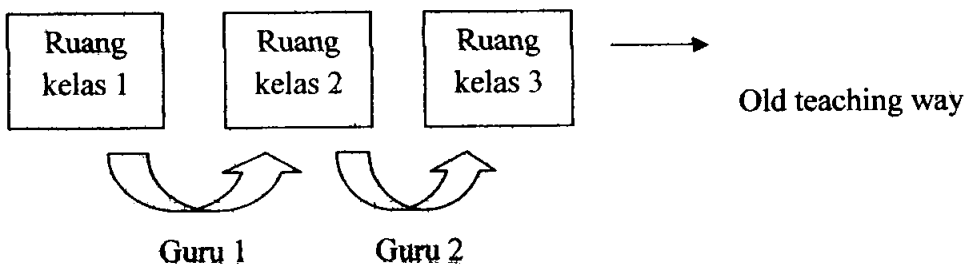 Ruang
kelas 1
Ruang
kelas 2
Ruang
kelas 3
Old teaching way
Guru 1
Guru 2